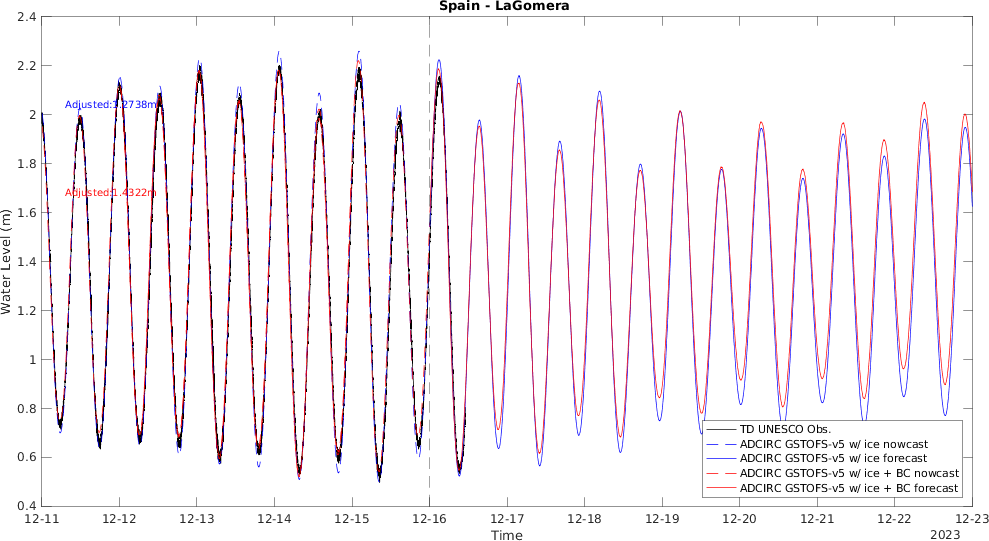 Spain - LaGomera
2.4
2.2
2
1.8
1.6
1.4
1.2
1
0.8
0.6
0.4
Water Level (m)
Adjusted:1.4322m
TD UNESCO Obs.
ADCIRC GSTOFS-v5 w/ ice nowcast
ADCIRC GSTOFS-v5 w/ ice forecast
ADCIRC GSTOFS-v5 w/ ice + BC nowcast
ADCIRC GSTOFS-v5 w/ ice + BC forecast
12-11 12-12 12-13 12-14 12-15 12-16 12-17 12-18 12-19 12-20 12-21 12-22 12-23
Time
2023